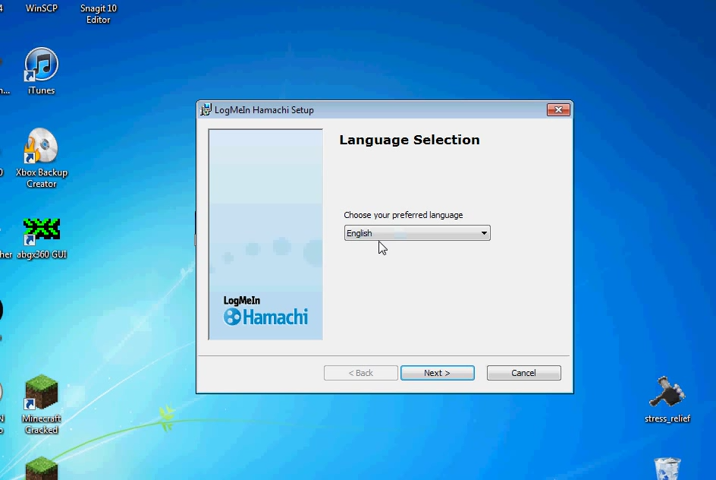 WinSCP
Snagit 10
Editor
iTunes
Xbox Backup
Creator
abgx360 GUI
Minecraft
Cracked
LogMeIn Hamachi Setup
Language Selection
Choose your preferred language
English
LogMeIn
Hamachi
< Back
Next >
Cancel
stress_relief